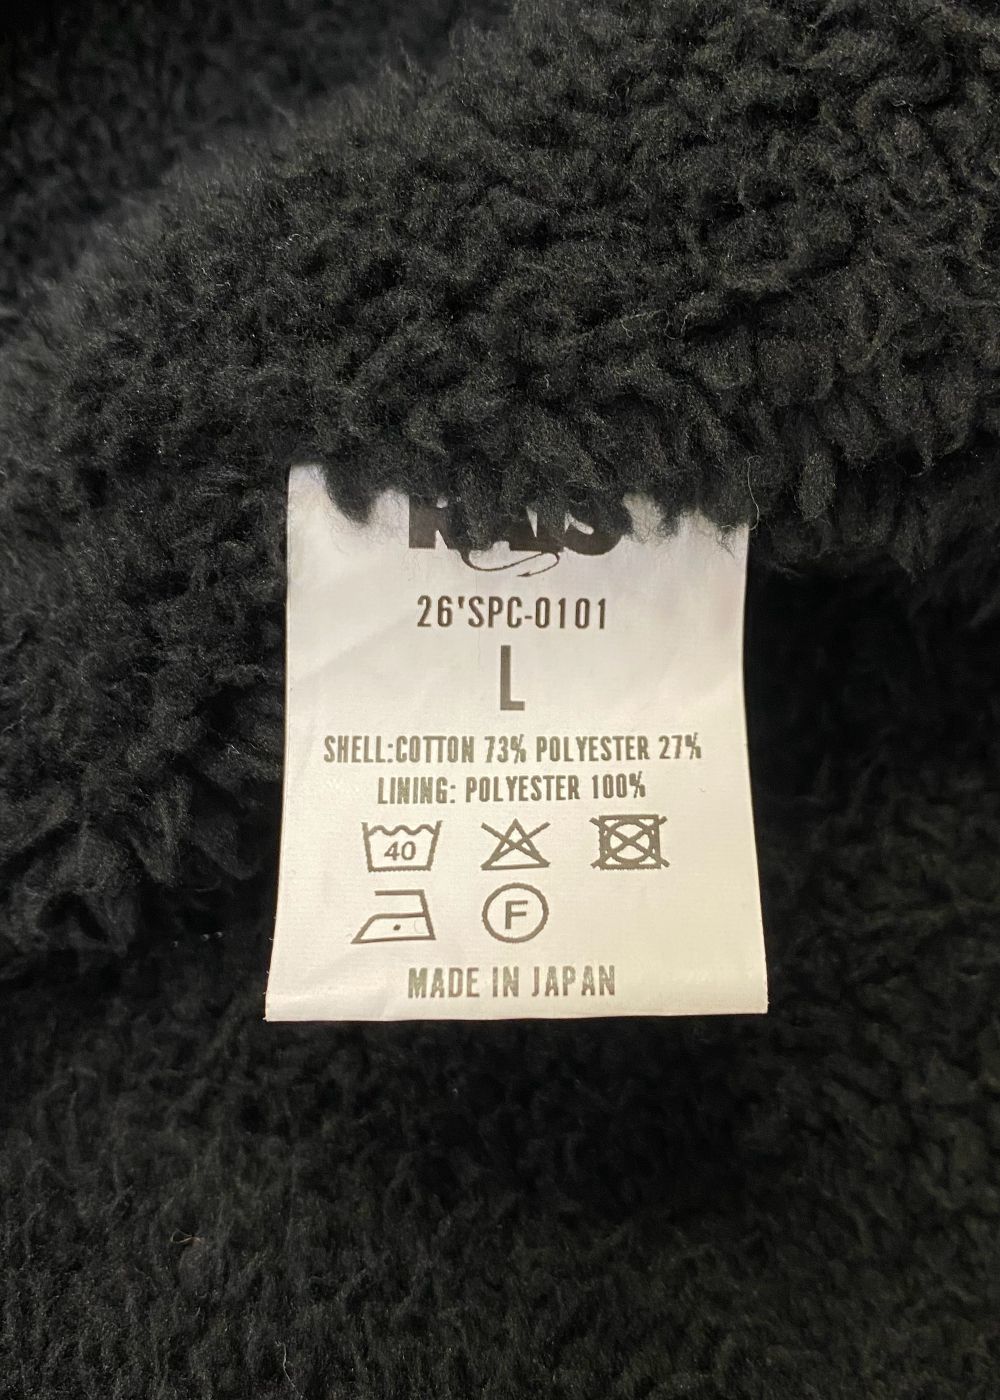 26'SPC-0101
L
SHELL:COTTON 73% POLYESTER 27%
LINING: POLYESTER 100%
40
F
MADE IN JAPAN